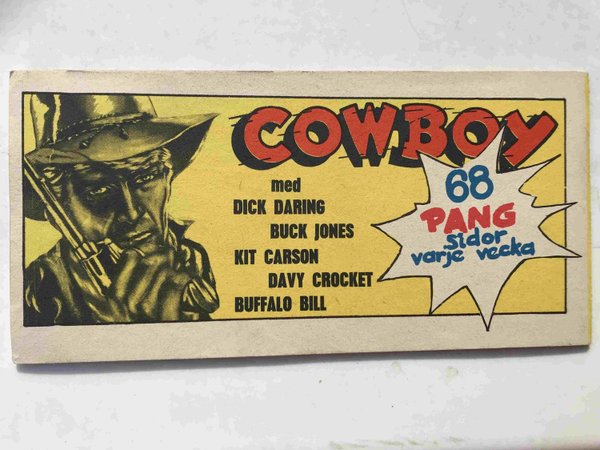 COWBOY
med
DICK DARING
BUCK JONES
KIT CARSON
DAVY CROCKET
BUFFALO BILL
68
PANG
sidor
varje vecka